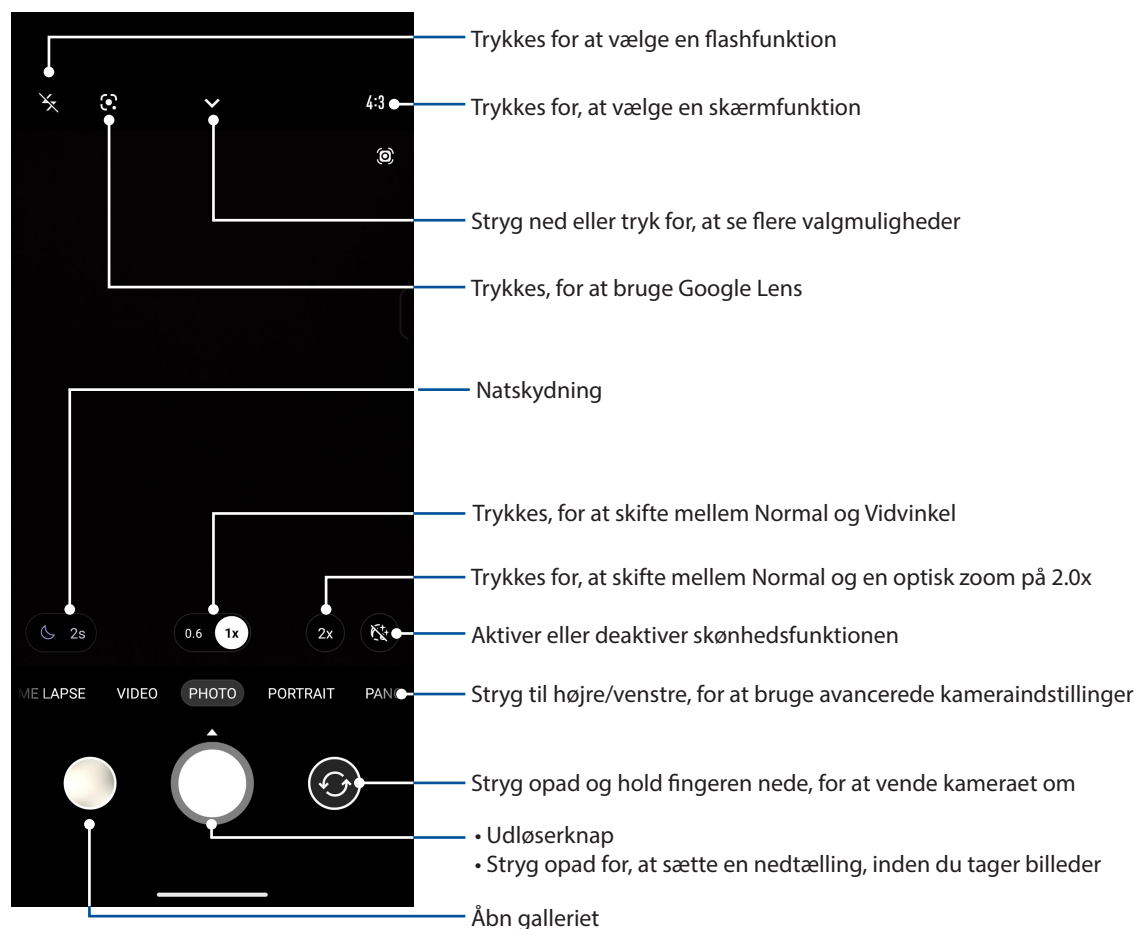 Trykkes for at vælge en flashfunktion
4:3
Trykkes for, at vælge en skærmfunktion
Stryg ned eller tryk for, at se flere valgmuligheder
Trykkes, for at bruge Google Lens
Natskydning
Trykkes, for at skifte mellem Normal og Vidvinkel
Trykkes for, at skifte mellem Normal og en optisk zoom på 2.0x
2s 0.6 1x 2x
Aktiver eller deaktiver skønhedsfunktionen
ME LAPSE VIDEO PHOTO PORTRAIT PAN
Stryg til højre/venstre, for at bruge avancerede kameraindstillinger
Stryg opad og hold fingeren nede, for at vende kameraet om
• Udløserknap
• Stryg opad for, at sætte en nedtælling, inden du tager billeder
Åbn galleriet